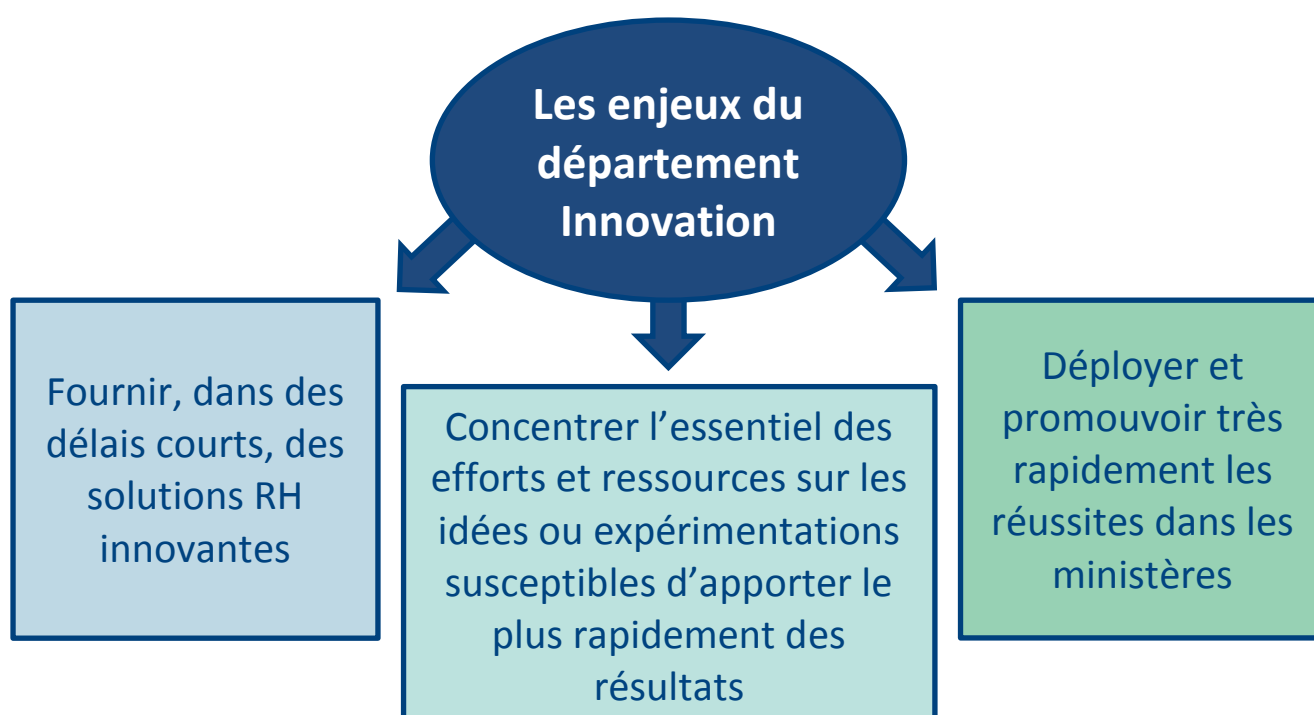 Les enjeux du
département
Innovation
Fournir, dans des
délais courts, des
solutions RH
innovantes
Concentrer l’essentiel des
efforts et ressources sur les
idées ou expérimentations
susceptibles d’apporter le
plus rapidement des
résultats
Déployer et
promouvoir très
rapidement les
réussites dans les
ministères